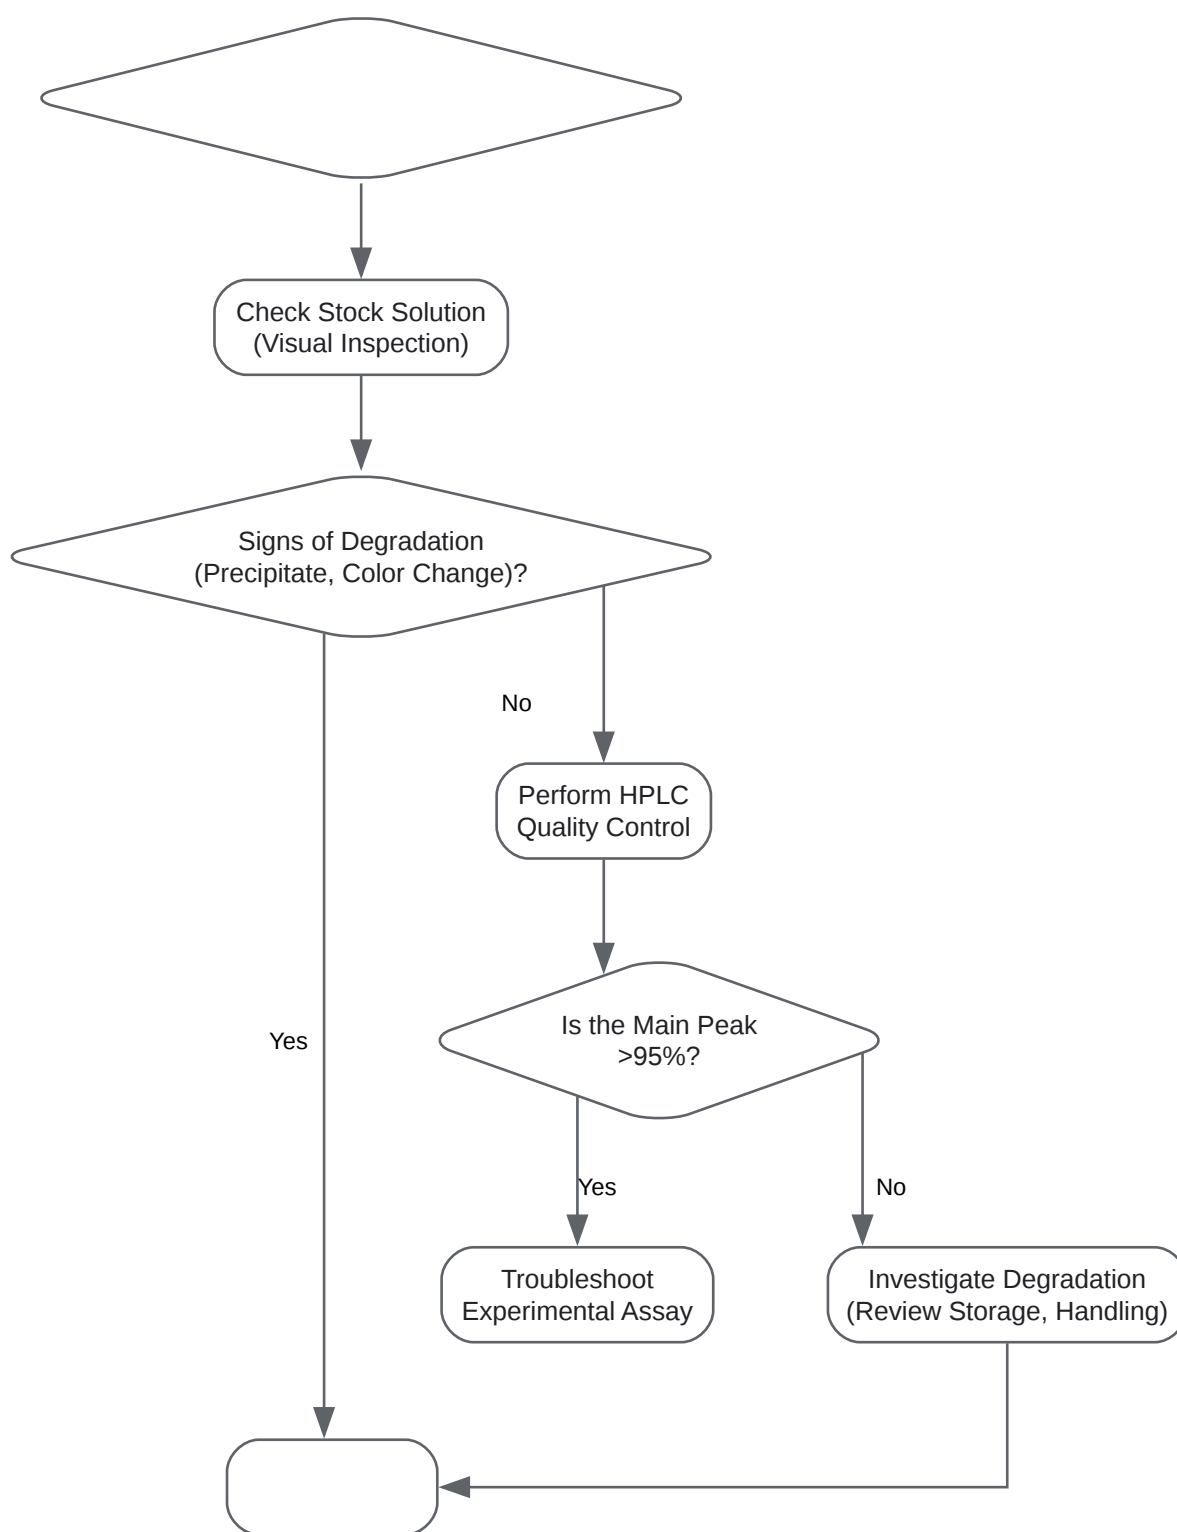 Check Stock Solution
(Visual Inspection)
Signs of Degradation
(Precipitate, Color Change)?
No
Perform HPLC
Quality Control
Yes
Is the Main Peak
>95%?
Yes
No
Troubleshoot
Experimental Assay
Investigate Degradation
(Review Storage, Handling)